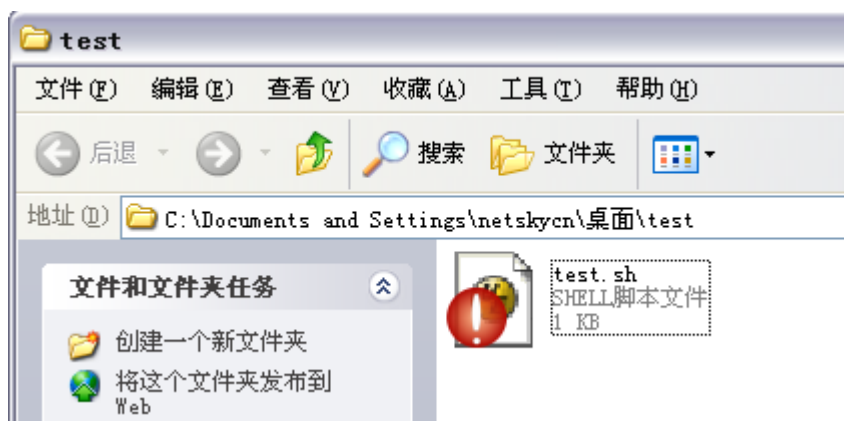 test
文件(F) 编辑(E) 查看(V) 收藏(A) 工具(T) 帮助(H)
后退 搜索 文件夹
地址(D) C:\Documents and Settings\netskycn\桌面\test
文件和文件夹任务
创建一个新文件夹
将这个文件夹发布到
Web
test.sh
SHELL脚本文件
1 KB